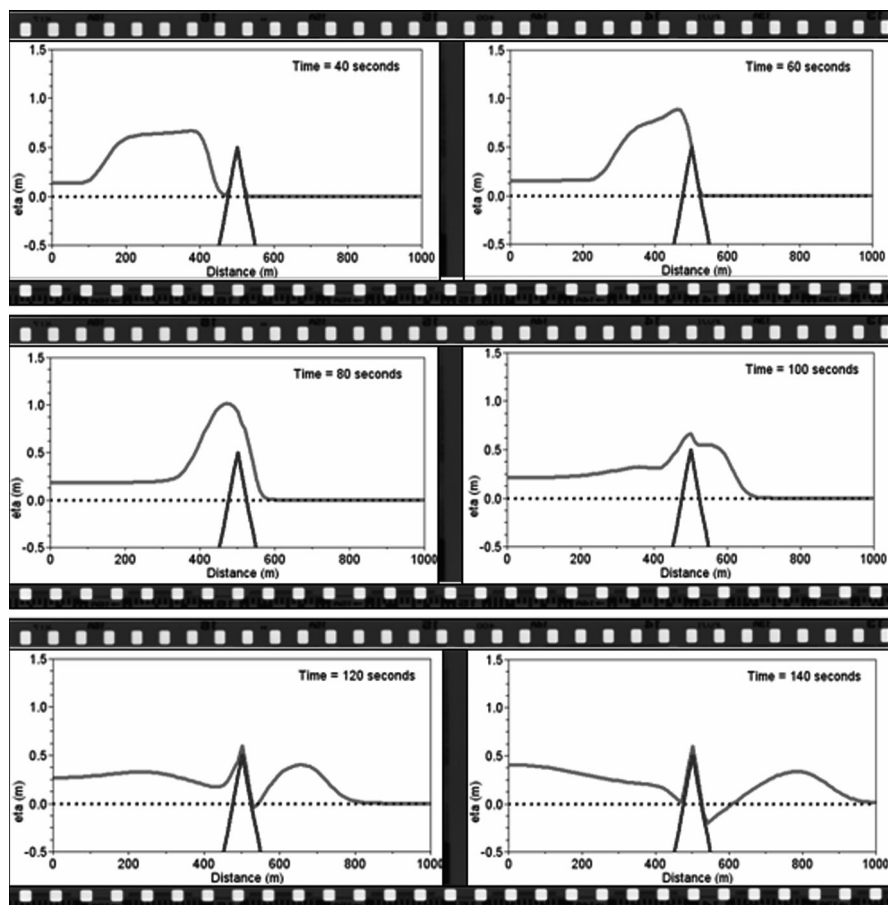 Time = 40 seconds
1.5
1.0
0.5
0.0
-0.5
eta (m)
0 200 400 600 800 1000
Distance (m)
Time = 60 seconds
1.5
1.0
0.5
0.0
-0.5
eta (m)
0 200 400 600 800 1000
Distance (m)
Time = 80 seconds
1.5
1.0
0.5
0.0
-0.5
eta (m)
0 200 400 600 800 1000
Distance (m)
Time = 100 seconds
1.5
1.0
0.5
0.0
-0.5
eta (m)
0 200 400 600 800 1000
Distance (m)
Time = 120 seconds
1.5
1.0
0.5
0.0
-0.5
eta (m)
0 200 400 600 800 1000
Distance (m)
Time = 140 seconds
1.5
1.0
0.5
0.0
-0.5
eta (m)
0 200 400 600 800 1000
Distance (m)